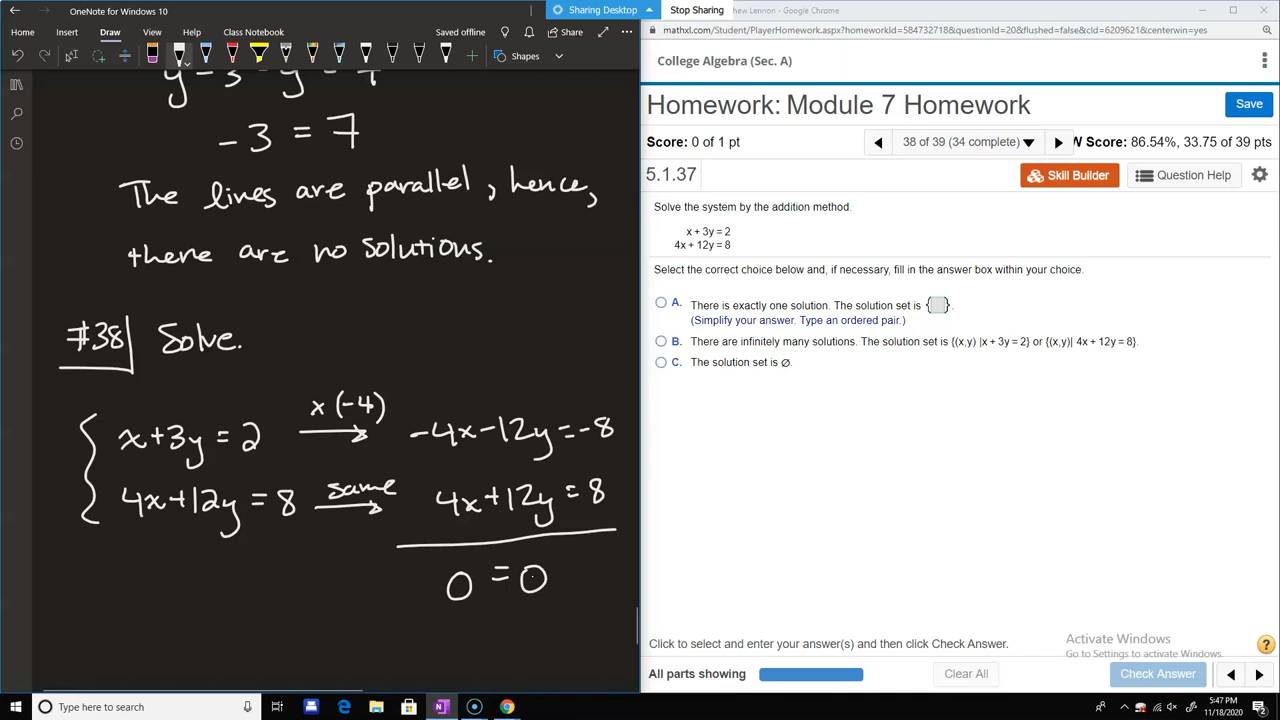 OneNote for Windows 10
Sharing Desktop
Stop Sharing
hew Lennon - Google Chrome
Home Insert Draw View Help Class Notebook Saved offline Share
mathxl.com/Student/PlayerHomework.aspx?homeworkId=584732718&questionId=20&flushed=false&cId=6209621&centerwin=yes
Shapes
College Algebra (Sec. A)
Homework: Module 7 Homework
Save
Score: 0 of 1 pt
38 of 39 (34 complete)
W Score: 86.54%, 33.75 of 39 pts
5.1.37
Skill Builder
Question Help
Solve the system by the addition method.
x + 3y = 2
4x + 12y = 8
Select the correct choice below and, if necessary, fill in the answer box within your choice.
A. There is exactly one solution. The solution set is { }.
(Simplify your answer. Type an ordered pair.)
B. There are infinitely many solutions. The solution set is {(x,y) |x + 3y = 2} or {(x,y)| 4x + 12y = 8}.
C. The solution set is ∅.
y - 3 - y = 7
-3 = 7
The lines are parallel, hence,
there are no solutions.
#38 Solve.
x+3y=2 x(-4) -4x-12y=-8
4x+12y=8 same 4x+12y=8
0=0
Click to select and enter your answer(s) and then click Check Answer.
Activate Windows
Go to Settings to activate Windows.
All parts showing
Clear All
Check Answer
Type here to search
5:47 PM
11/18/2020
2